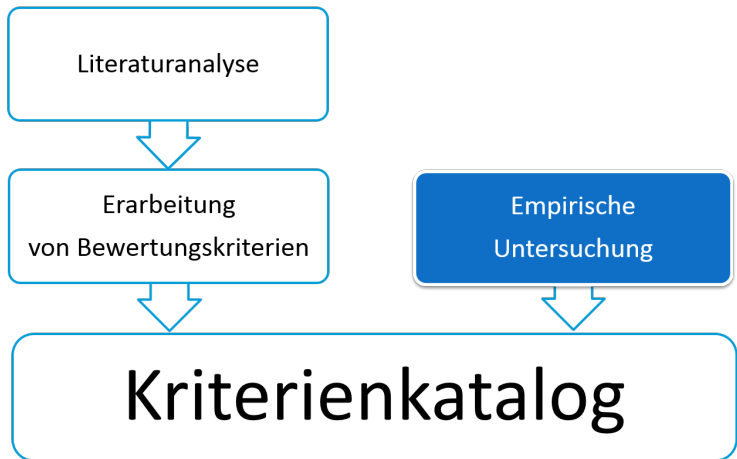 Literaturanalyse
Erarbeitung
von Bewertungskriterien
Empirische
Untersuchung
Kriterienkatalog